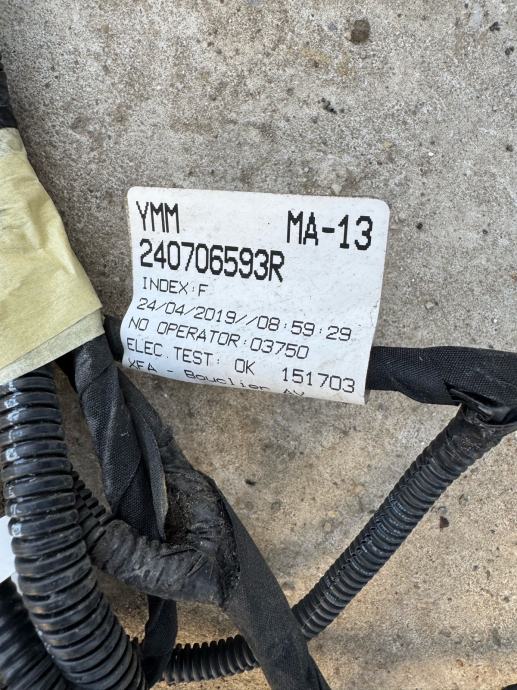 YMM MA-13
240706593R
INDEX:F
24/04/2019//08:59:29
NO OPERATOR:03750
ELEC.TEST: OK 151703
XFA - Bouclier AV